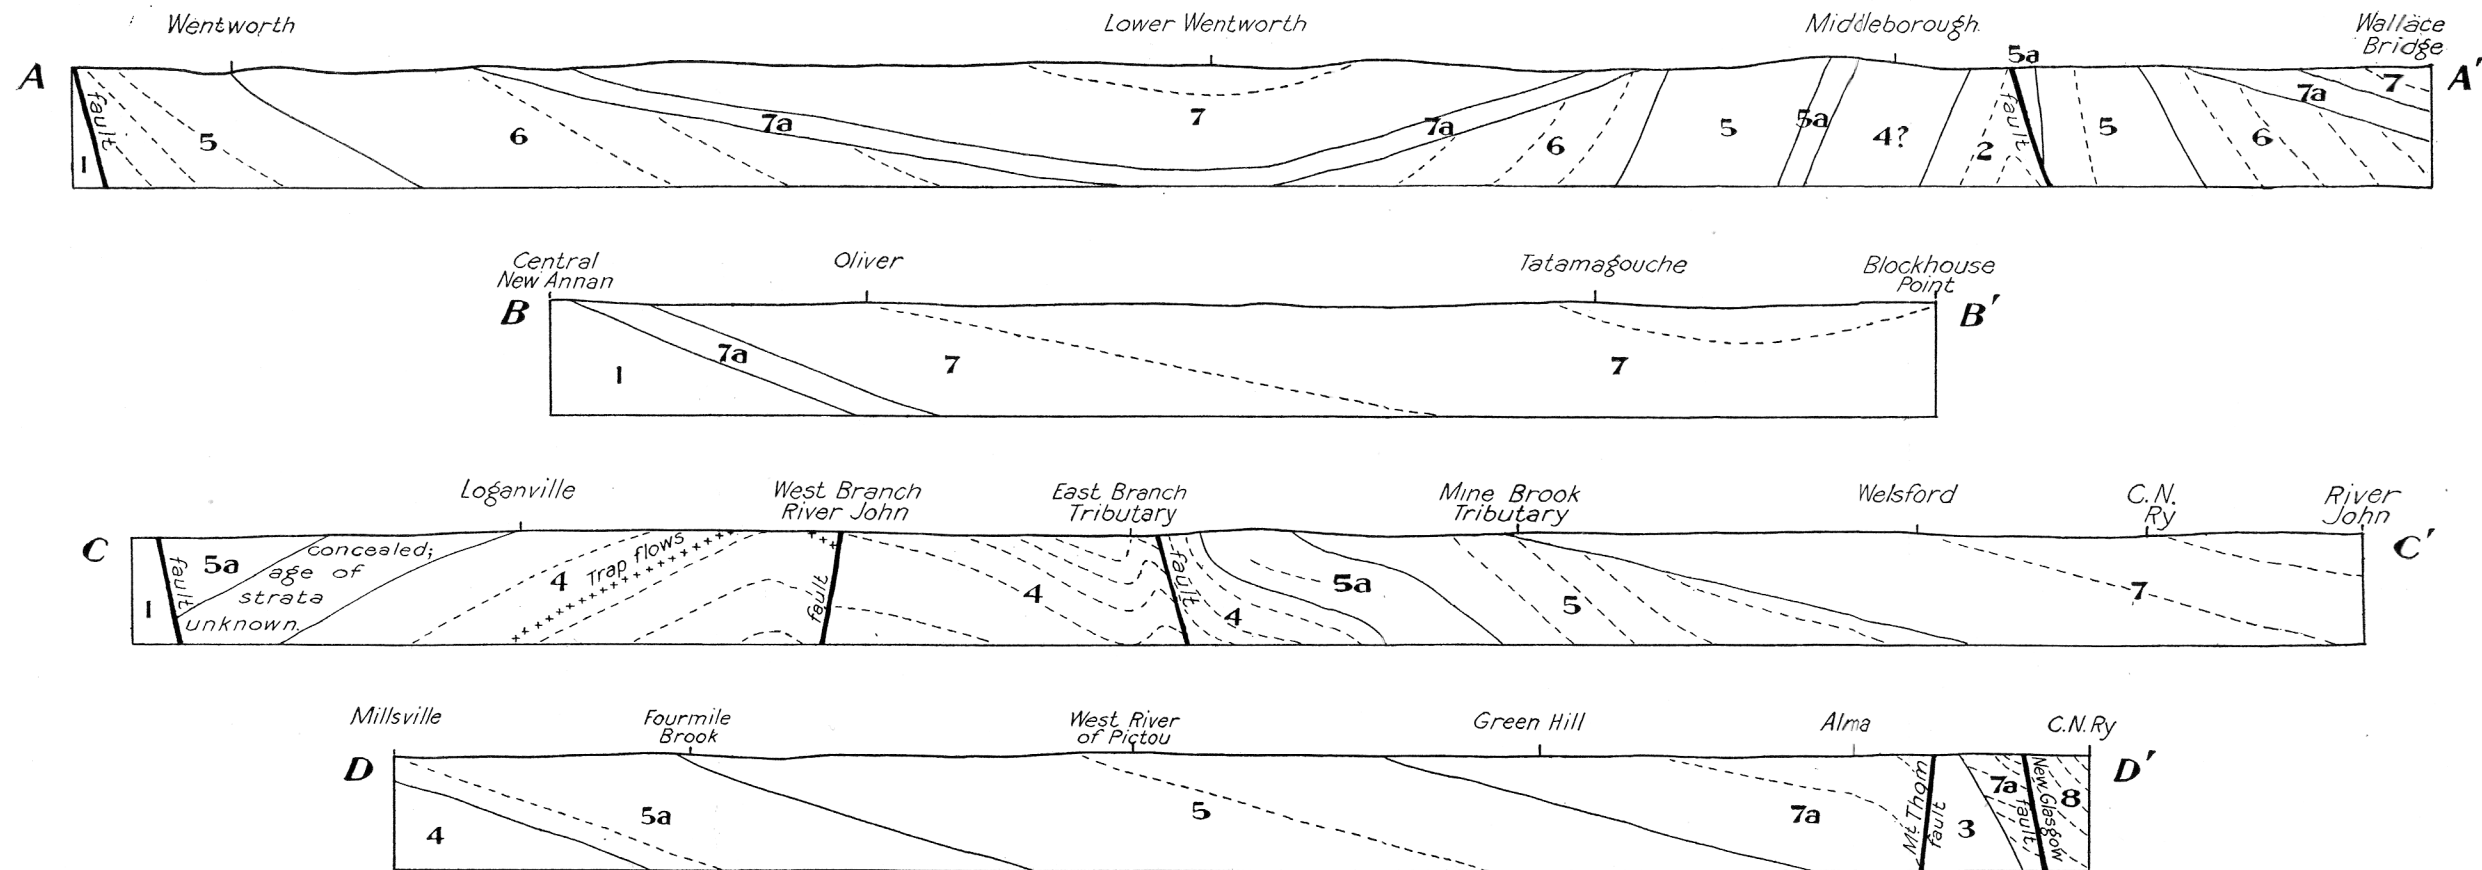 Wentworth
Lower Wentworth
Middleborough
Wallace
Bridge
5a
A
fault
1
5
6
7a
7
7a
6
5
5a
4?
2
fault
5
6
7a
7
A'
Central
New Annan
Oliver
Tatamagouche
Blockhouse
Point
B
1
7a
7
7
B'
Loganville
West Branch
River John
East Branch
Tributary
Mine Brook
Tributary
Welsford
C.N.
Ry
River
John
C
1
fault
5a
concealed;
age of
strata
unknown.
4
Trap flows
fault
4
fault
4
5a
5
7
C'
Millsville
Fourmile
Brook
West River
of Pictou
Green Hill
Alma
C.N.Ry
D
4
5a
5
7a
Mt Thom
fault
3
7a
New Glasgow
fault
8
D'